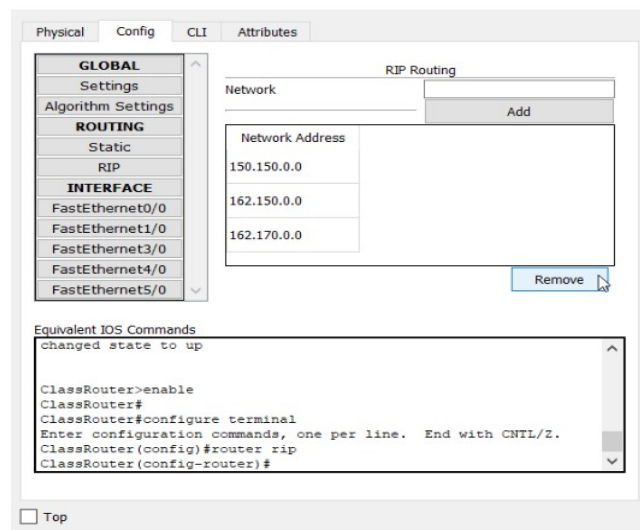 Physical Config CLI Attributes
GLOBAL
Settings
Algorithm Settings
ROUTING
Static
RIP
INTERFACE
FastEthernet0/0
FastEthernet1/0
FastEthernet3/0
FastEthernet4/0
FastEthernet5/0
RIP Routing
Network
Add
Network Address
150.150.0.0
162.150.0.0
162.170.0.0
Remove
Equivalent IOS Commands
changed state to up
ClassRouter>enable
ClassRouter#
ClassRouter#configure terminal
Enter configuration commands, one per line. End with CNTL/Z.
ClassRouter(config)#router rip
ClassRouter(config-router)#
Top